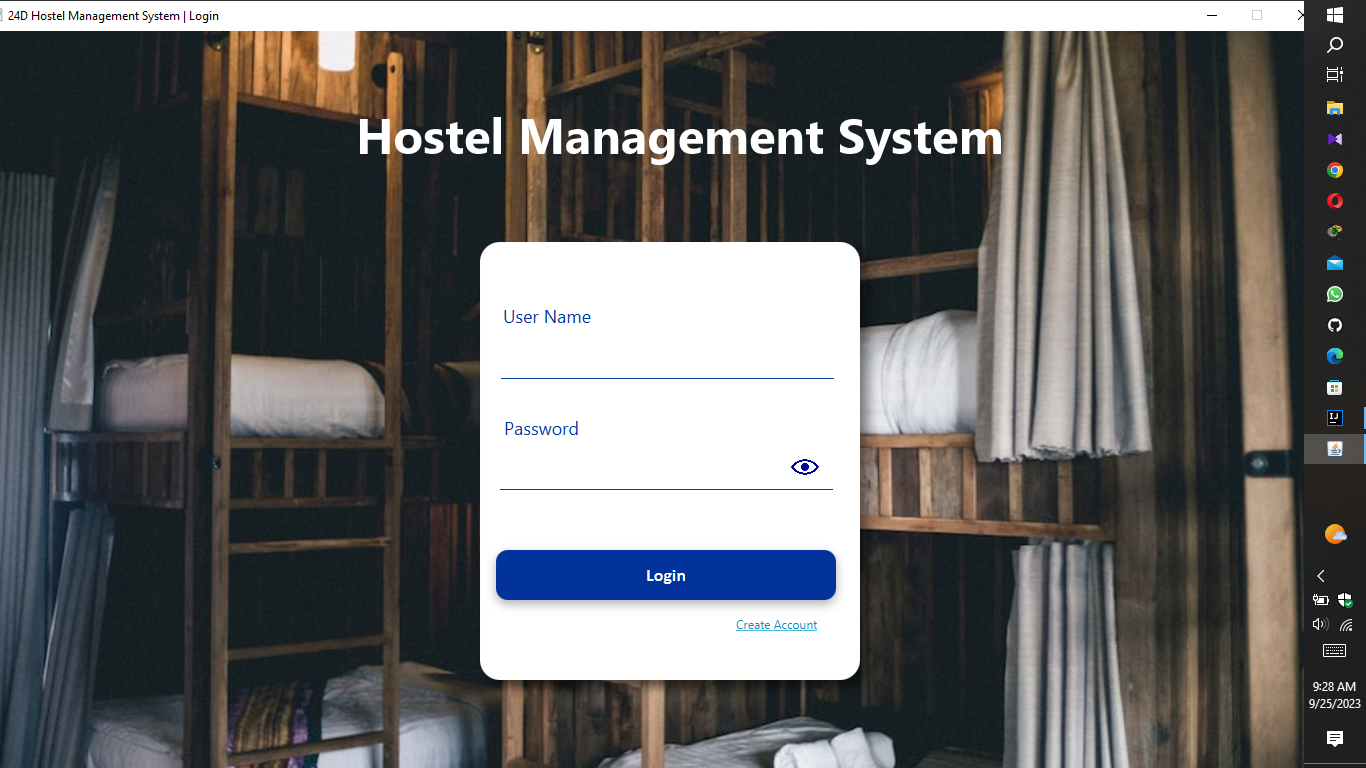 24D Hostel Management System | Login
Hostel Management System
User Name
Password
Login
Create Account
IJ
9:28 AM
9/25/2023